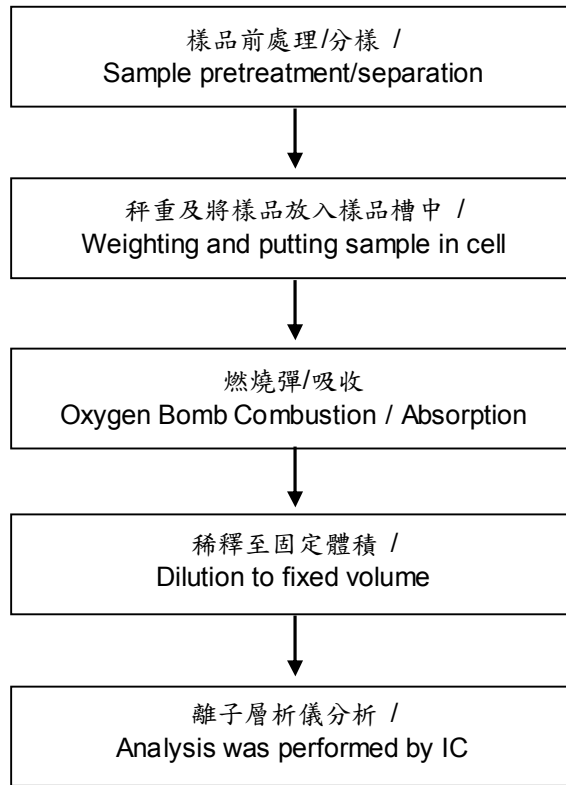 樣品前處理/分樣 /
Sample pretreatment/separation
秤重及將樣品放入樣品槽中 /
Weighting and putting sample in cell
燃燒彈/吸收
Oxygen Bomb Combustion / Absorption
稀釋至固定體積 /
Dilution to fixed volume
離子層析儀分析 /
Analysis was performed by IC